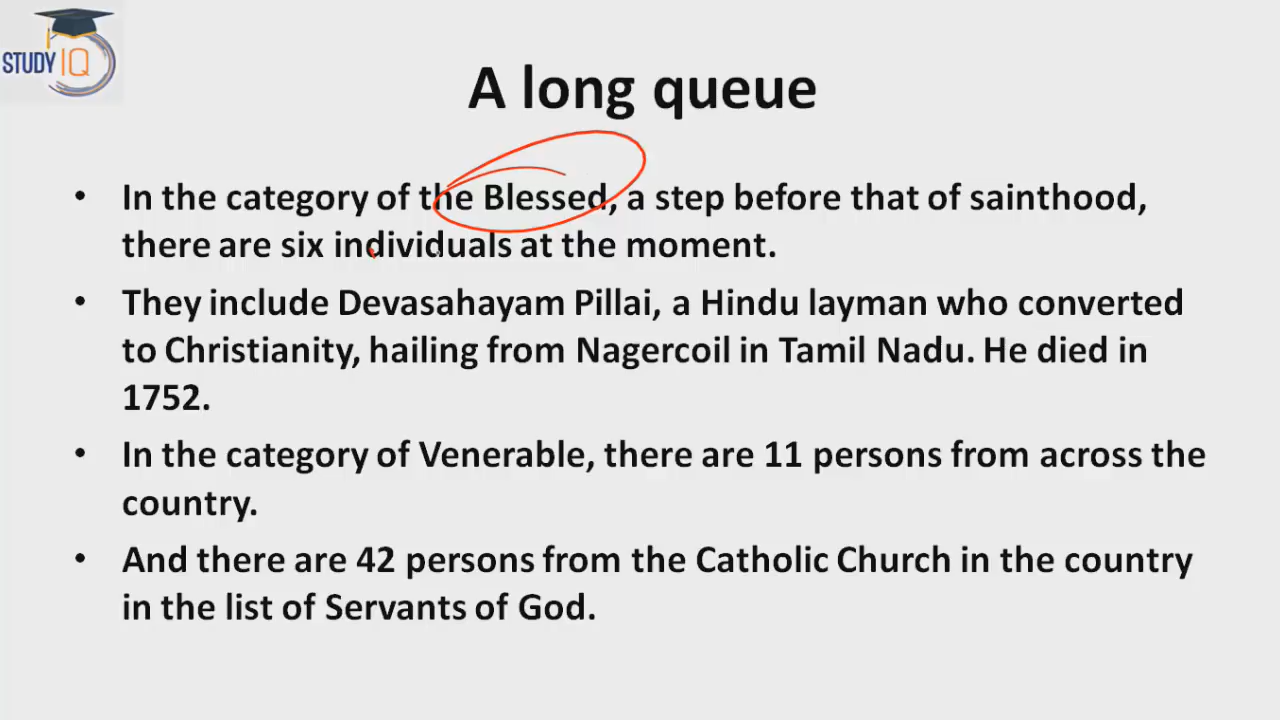 STUDY IQ
A long queue
• In the category of the Blessed, a step before that of sainthood,
there are six individuals at the moment.
• They include Devasahayam Pillai, a Hindu layman who converted
to Christianity, hailing from Nagercoil in Tamil Nadu. He died in
1752.
• In the category of Venerable, there are 11 persons from across the
country.
• And there are 42 persons from the Catholic Church in the country
in the list of Servants of God.